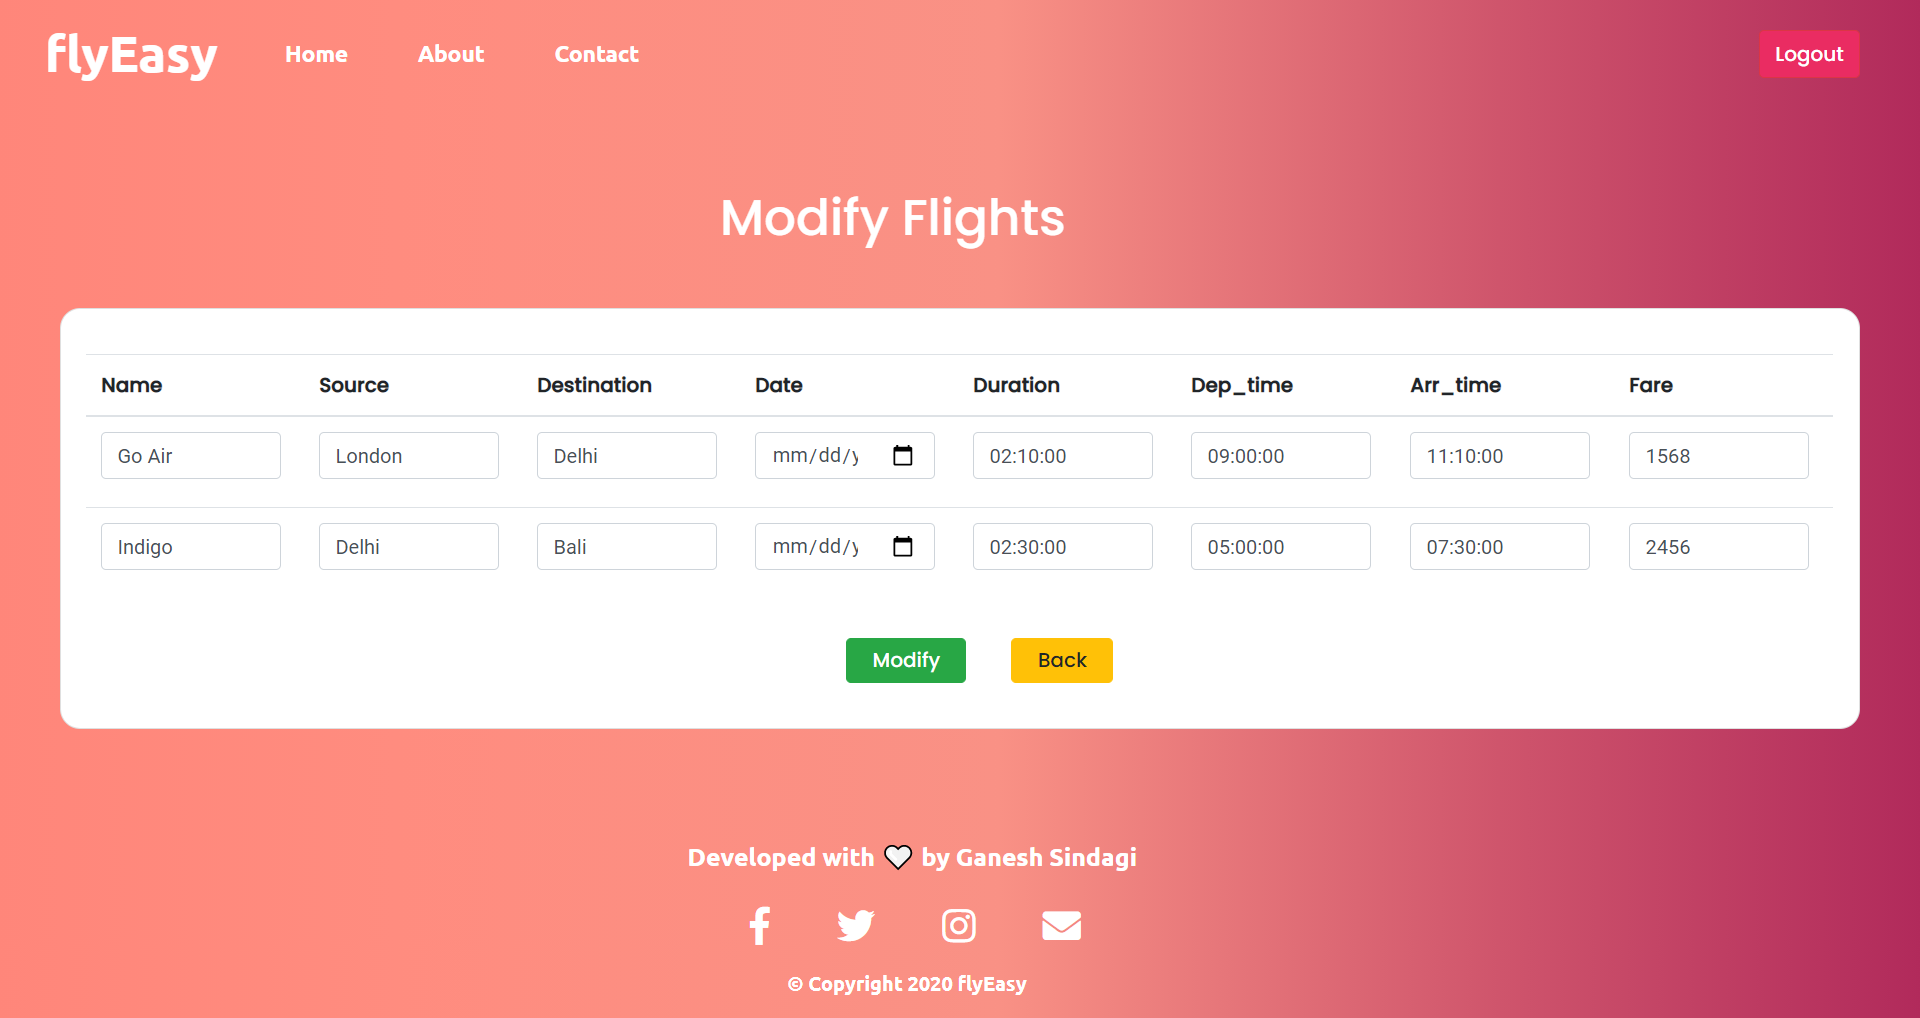 flyEasy Home About Contact Logout
Modify Flights
Name Source Destination Date Duration Dep_time Arr_time Fare
Go Air London Delhi mm/dd/y 02:10:00 09:00:00 11:10:00 1568
Indigo Delhi Bali mm/dd/y 02:30:00 05:00:00 07:30:00 2456
Modify Back
Developed with by Ganesh Sindagi
© Copyright 2020 flyEasy